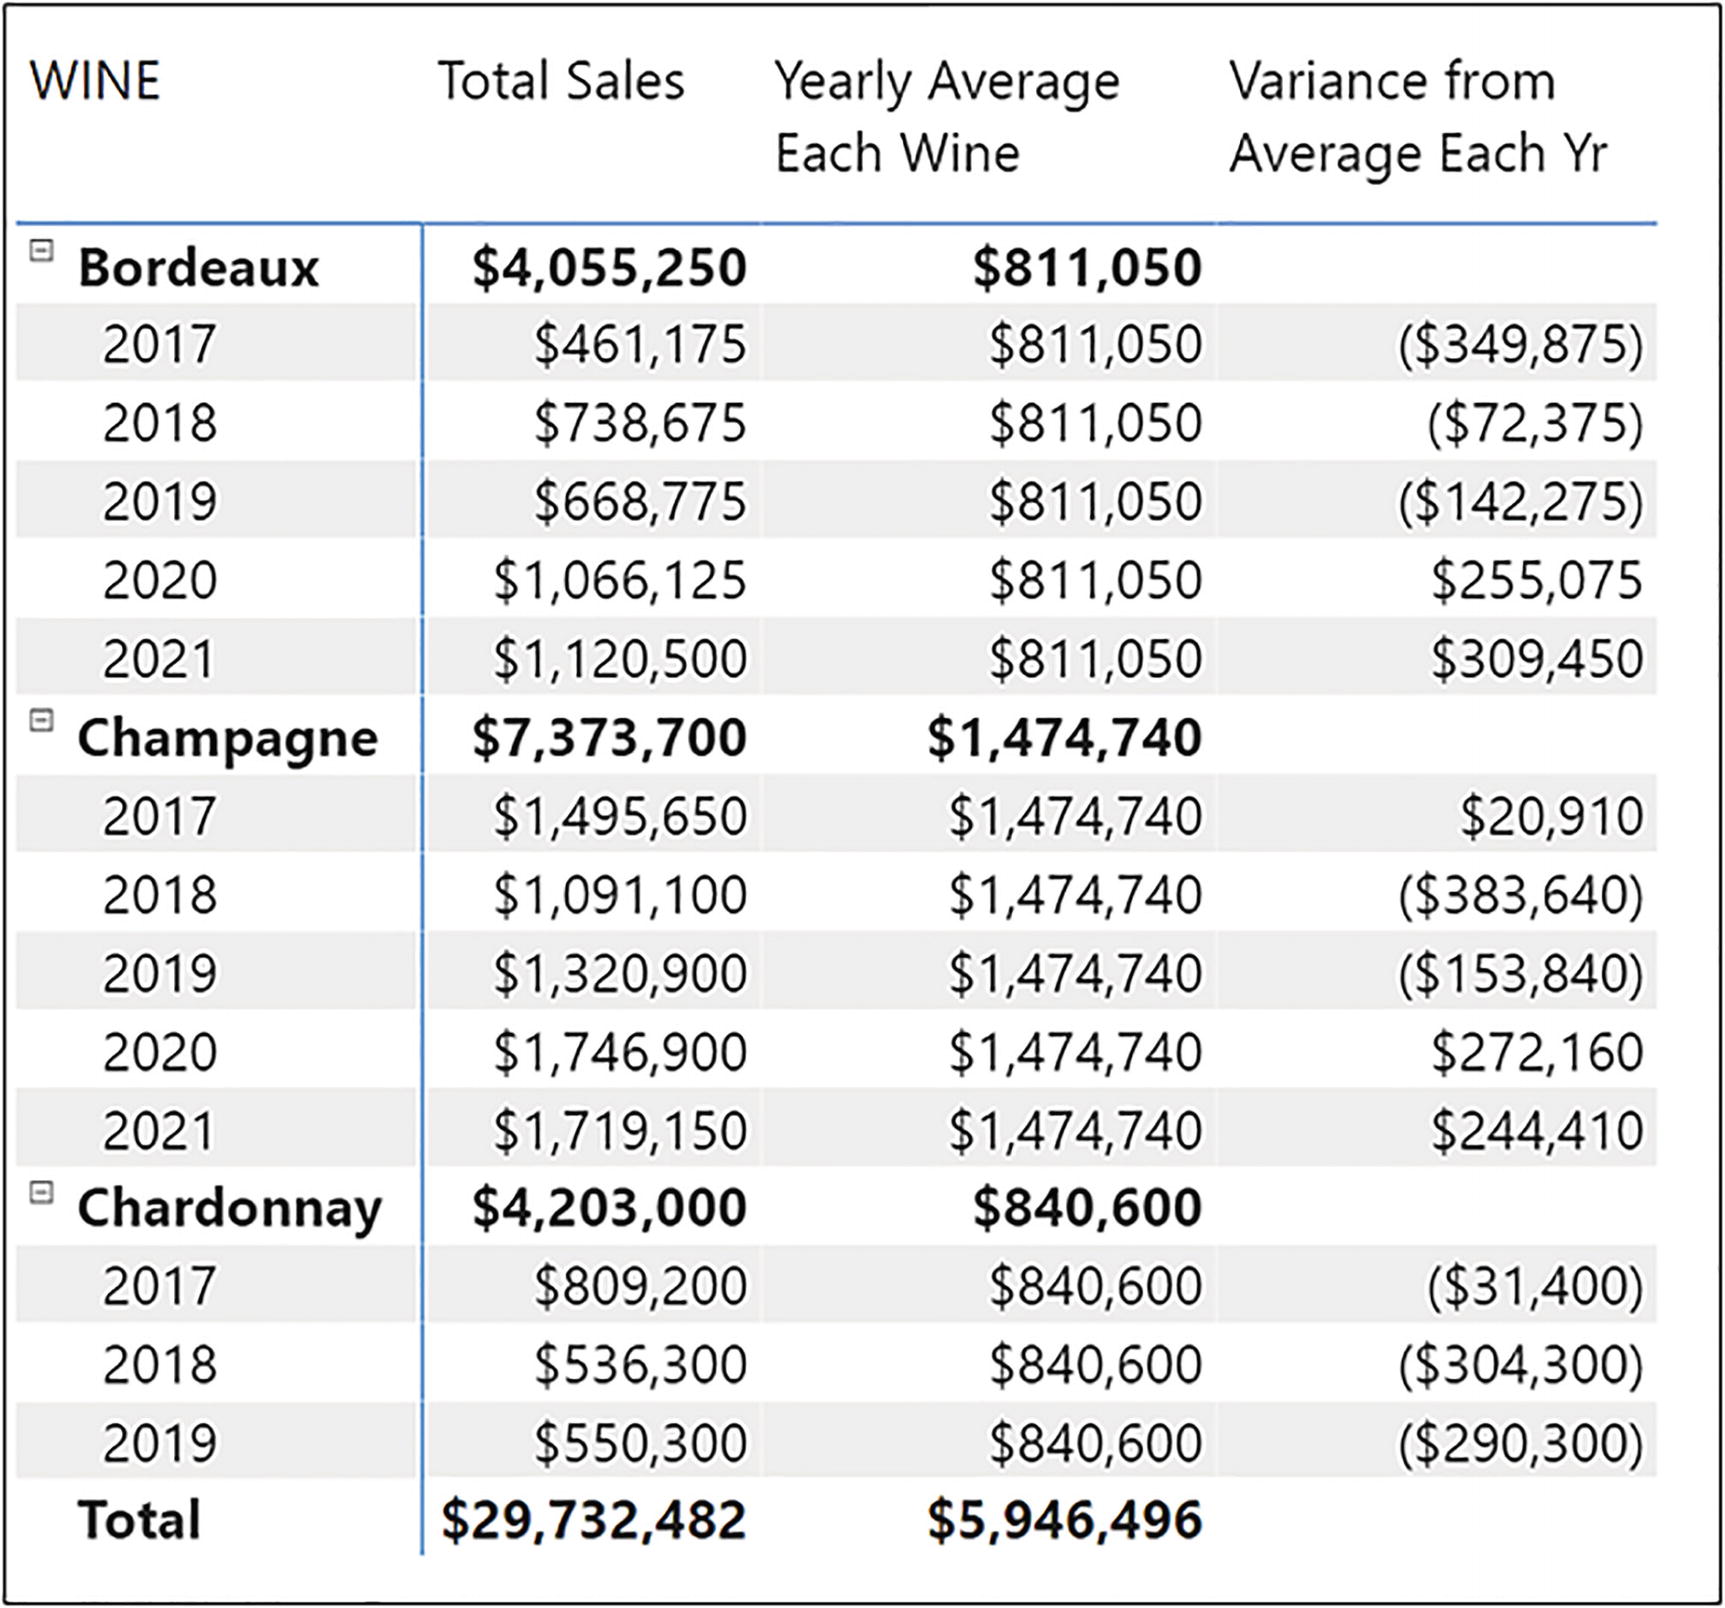 WINE Total Sales Yearly Average Each Wine Variance from Average Each Yr
Bordeaux $4,055,250 $811,050
2017 $461,175 $811,050 ($349,875)
2018 $738,675 $811,050 ($72,375)
2019 $668,775 $811,050 ($142,275)
2020 $1,066,125 $811,050 $255,075
2021 $1,120,500 $811,050 $309,450
Champagne $7,373,700 $1,474,740
2017 $1,495,650 $1,474,740 $20,910
2018 $1,091,100 $1,474,740 ($383,640)
2019 $1,320,900 $1,474,740 ($153,840)
2020 $1,746,900 $1,474,740 $272,160
2021 $1,719,150 $1,474,740 $244,410
Chardonnay $4,203,000 $840,600
2017 $809,200 $840,600 ($31,400)
2018 $536,300 $840,600 ($304,300)
2019 $550,300 $840,600 ($290,300)
Total $29,732,482 $5,946,496